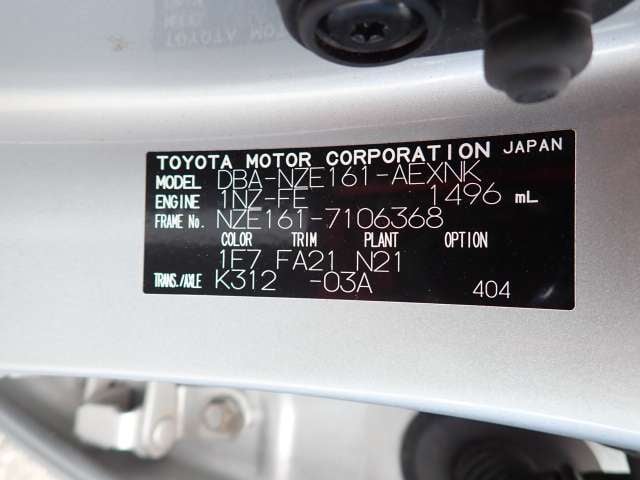 TOYOTA MOTOR CORPORATION JAPAN
MODEL DBA-NZE161-AEXNK
ENGINE 1NZ-FE 1496 mL
FRAME No. NZE161-7106368
COLOR TRIM PLANT OPTION
1F7 FA21 N21
TRANS./AXLE K312 -03A 404